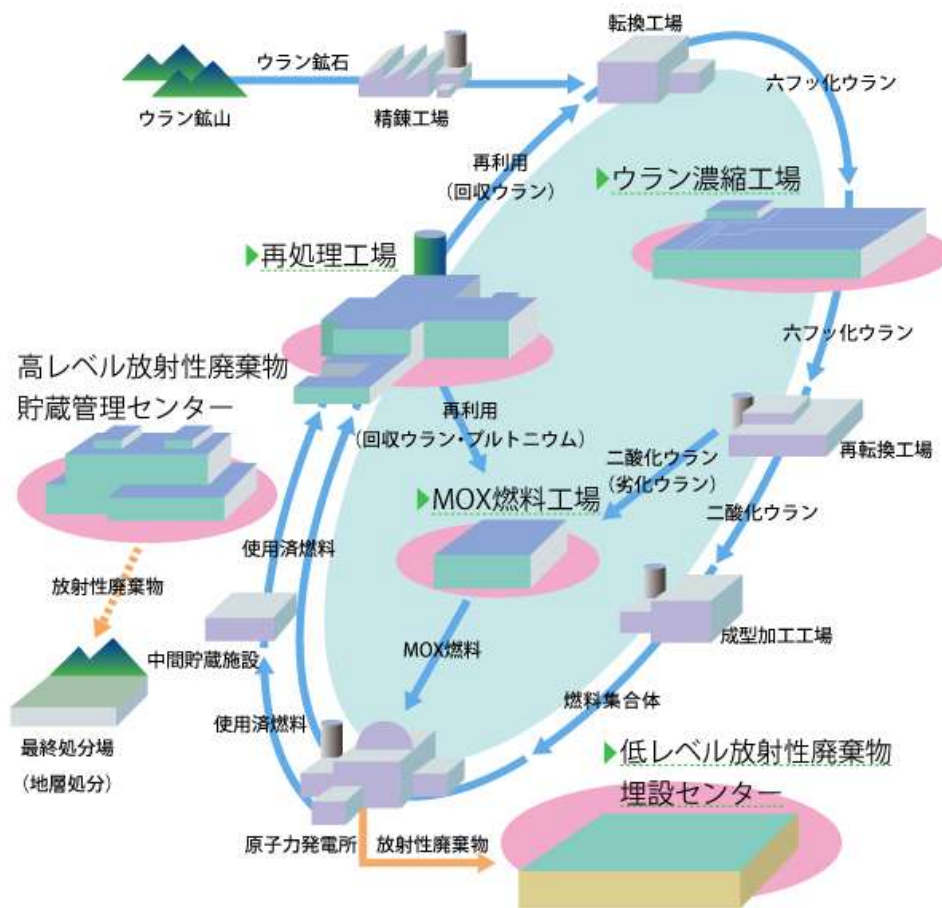 転換工場
ウラン鉱石
六フッ化ウラン
ウラン鉱山
精錬工場
再利用
(回収ウラン)
ウラン濃縮工場
再処理工場
六フッ化ウラン
高レベル放射性廃棄物
貯蔵管理センター
再利用
(回収ウラン・プルトニウム)
再転換工場
二酸化ウラン
(劣化ウラン)
MOX燃料工場
二酸化ウラン
使用済燃料
放射性廃棄物
成型加工工場
MOX燃料
中間貯蔵施設
燃料集合体
使用済燃料
最終処分場
(地層処分)
低レベル放射性廃棄物
埋設センター
原子力発電所
放射性廃棄物